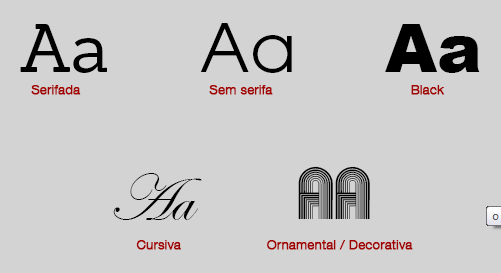 Aa Aa Aa
Serifada Sem serifa Black
Aa AA
Cursiva Ornamental / Decorativa
o